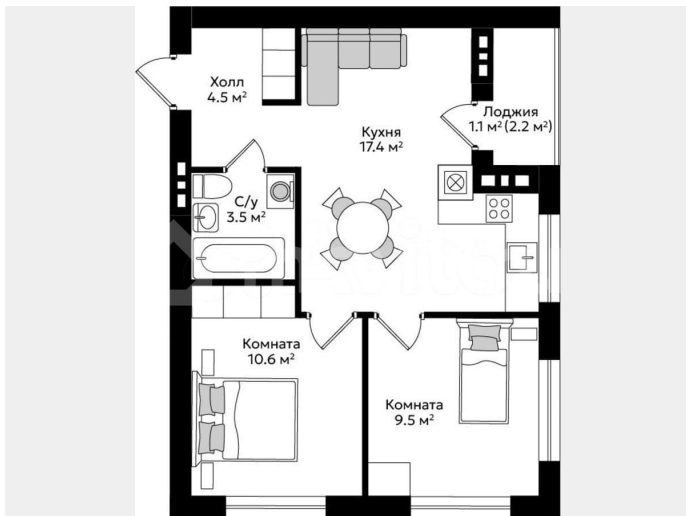 Холл
4.5 м²
Кухня
17.4 м²
Лоджия
1.1 м² (2.2 м²)
С/у
3.5 м²
Комната
10.6 м²
Комната
9.5 м²